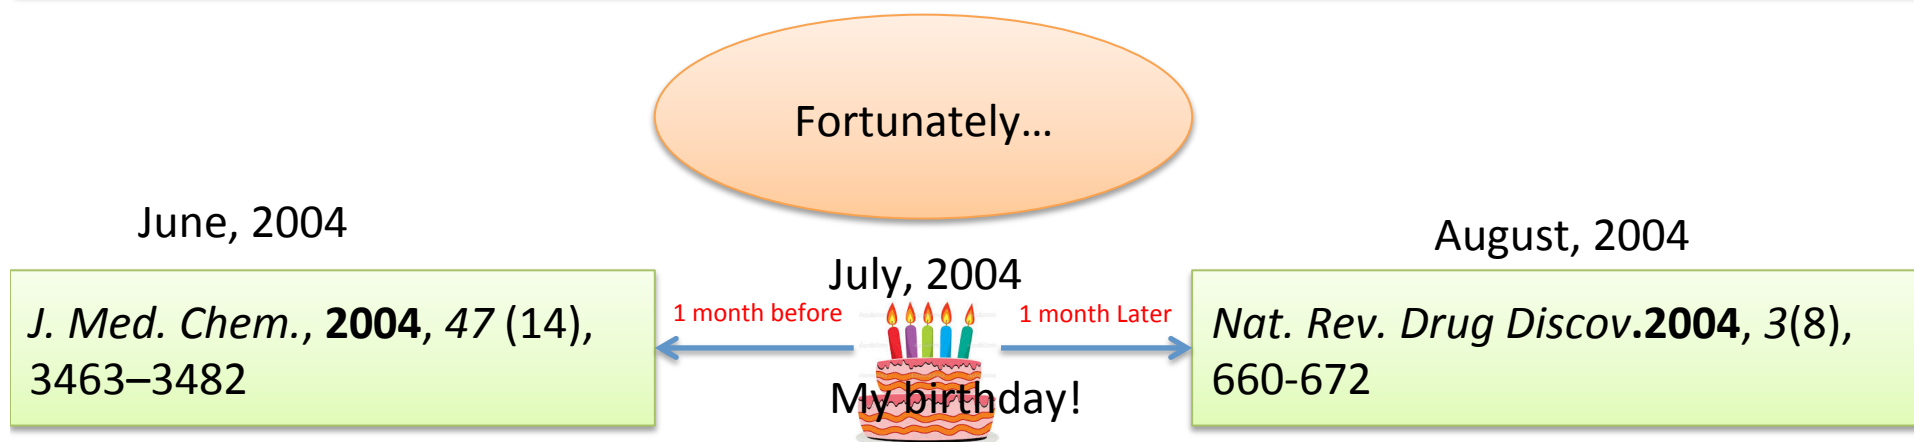 Fortunately…
June, 2004
J. Med. Chem., 2004, 47 (14),
3463–3482
1 month before
July, 2004
My birthday!
1 month Later
August, 2004
Nat. Rev. Drug Discov.2004, 3(8),
660-672